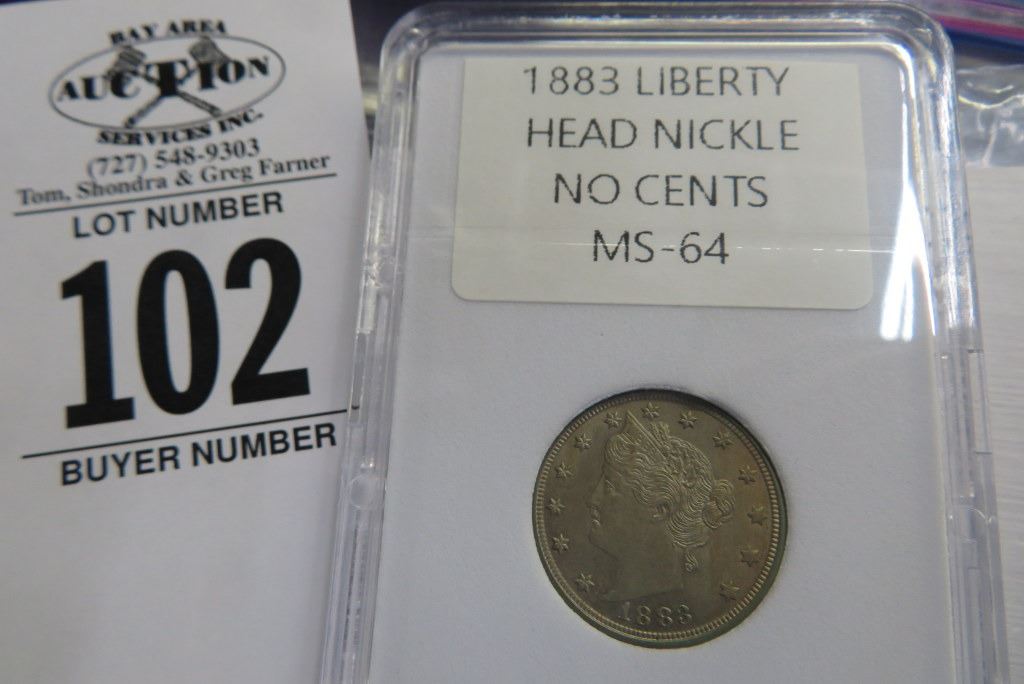 BAY AREA
AUCTION
SERVICES INC.
(727) 548-9303
Tom, Shondra & Greg Farner
LOT NUMBER
102
BUYER NUMBER
1883 LIBERTY
HEAD NICKLE
NO CENTS
MS-64
1883